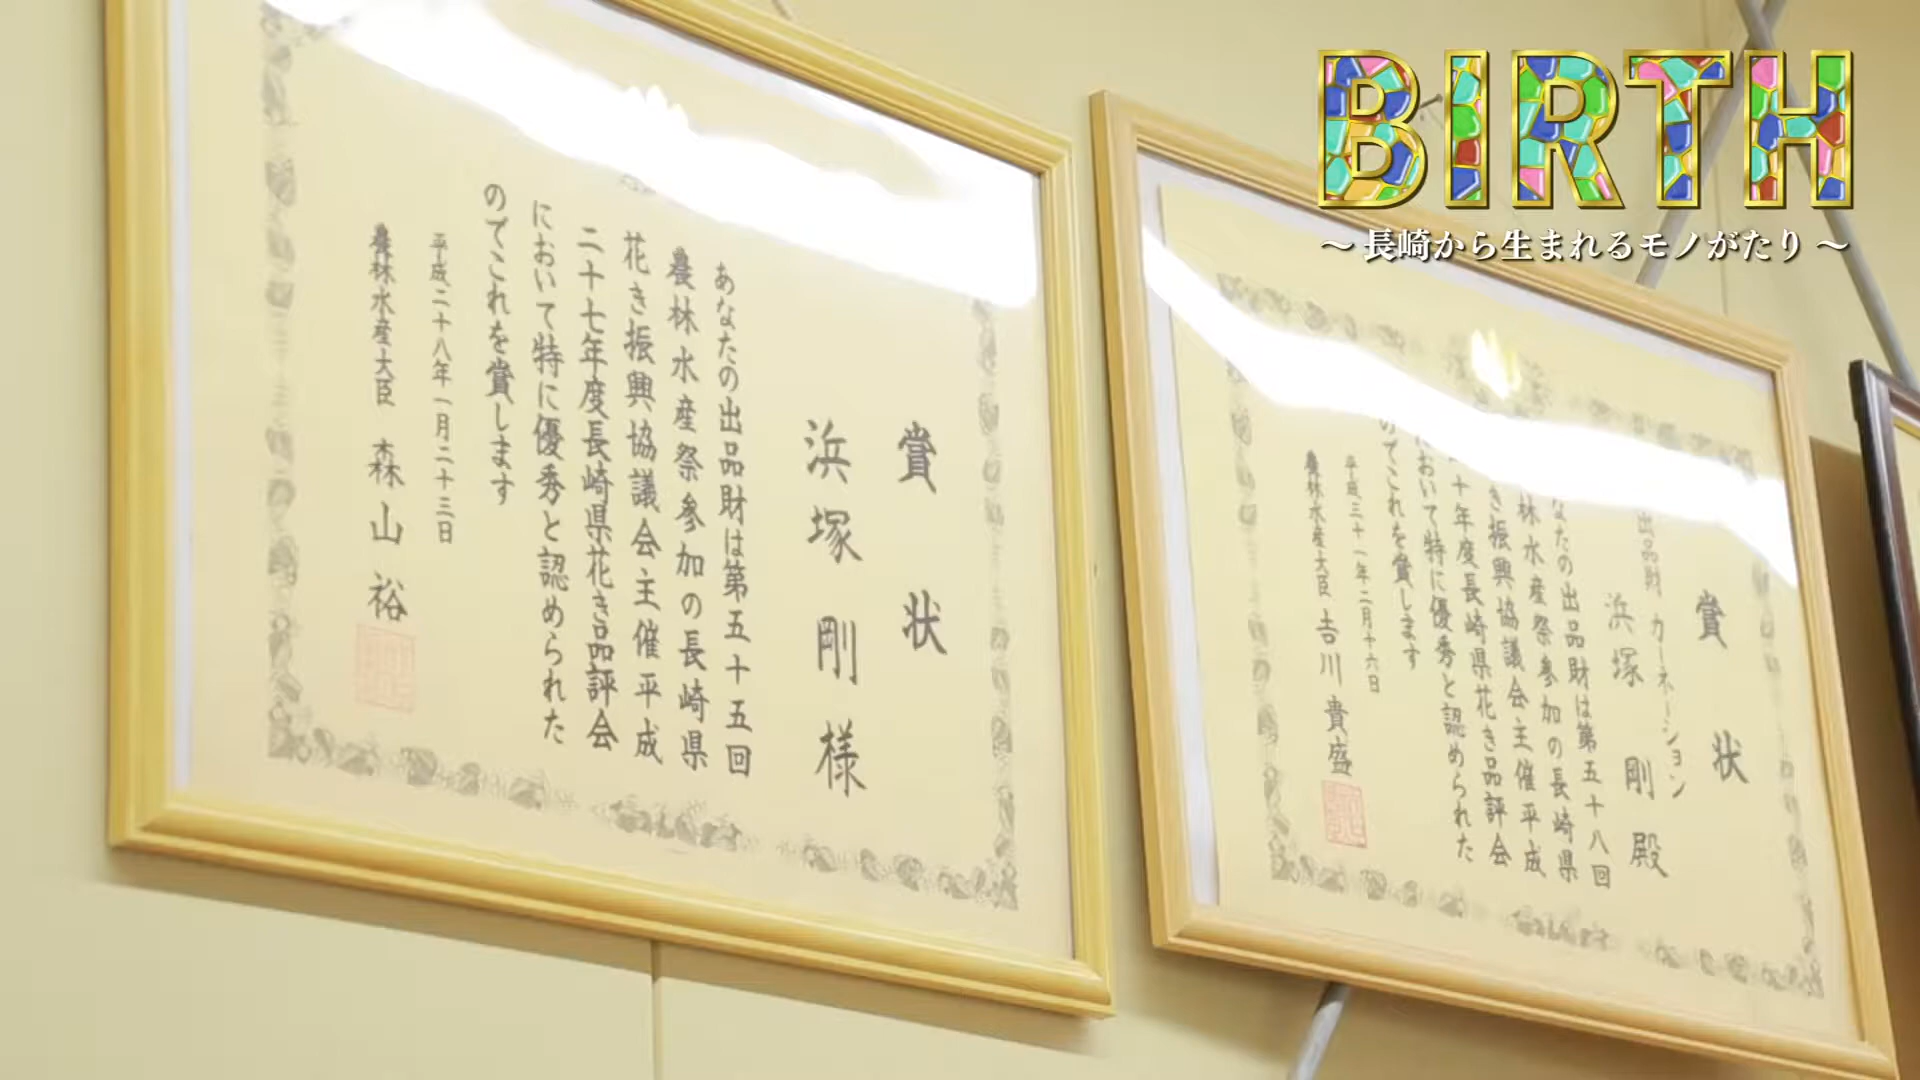 BIRTH
～長崎から生まれるモノがたり～
賞状
浜塚 剛 様
あなたの出品財は第五十五回
農林水産祭参加の長崎県
花き振興協議会主催平成
二十七年度長崎県花き品評会
において特に優秀と認められた
のでこれを賞します
平成二十八年一月二十三日
農林水産大臣 森山 裕
賞状
出品財 カーネーション
浜塚 剛 殿
なたの出品財は第五十八回
林水産祭参加の長崎県
き振興協議会主催平成
十年度長崎県花き品評会
おいて特に優秀と認められた
のでこれを賞します
平成三十一年二月十六日
農林水産大臣 吉川 貴盛